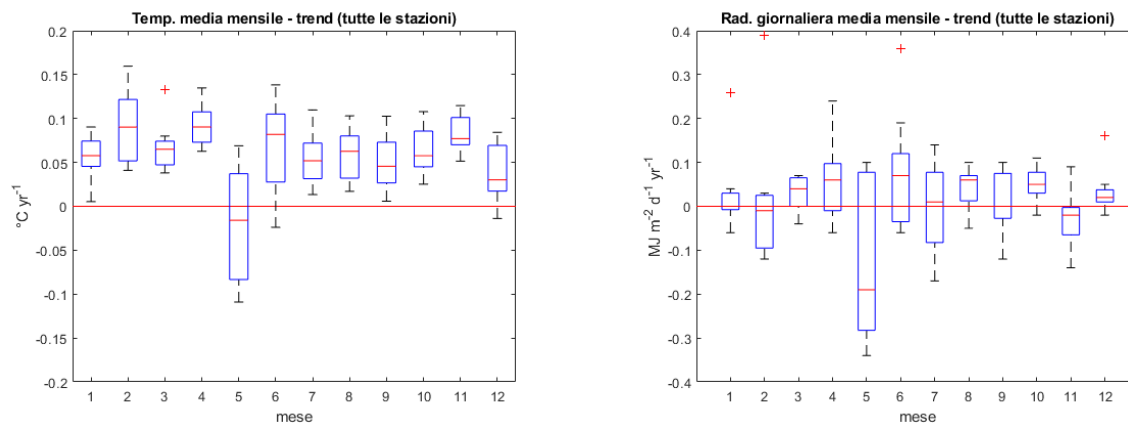 Temp. media mensile - trend (tutte le stazioni)
0.2
0.15
0.1
0.05
0
-0.05
-0.1
-0.15
-0.2
°C yr-1
1 2 3 4 5 6 7 8 9 10 11 12
mese
Rad. giornaliera media mensile - trend (tutte le stazioni)
0.4
0.3
0.2
0.1
0
-0.1
-0.2
-0.3
-0.4
MJ m-2 d-1 yr-1
1 2 3 4 5 6 7 8 9 10 11 12
mese